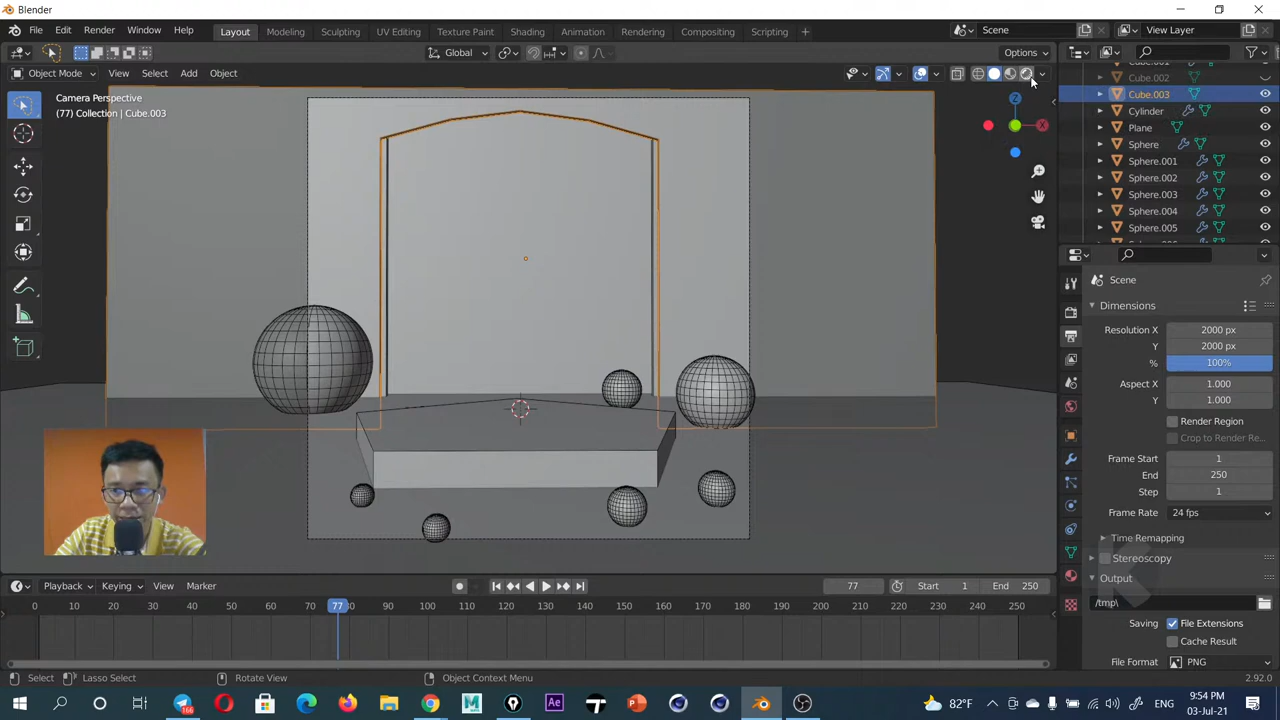 Blender
File Edit Render Window Help Layout Modeling Sculpting UV Editing Texture Paint Shading Animation Rendering Compositing Scripting Scene View Layer
Global Options
Object Mode View Select Add Object
Camera Perspective
(77) Collection | Cube.003
Z
X
Cube.002
Cube.003
Cylinder
Plane
Sphere
Sphere.001
Sphere.002
Sphere.003
Sphere.004
Sphere.005
Scene
Dimensions
Resolution X 2000 px
Y 2000 px
% 100%
Aspect X 1.000
Y 1.000
Render Region
Crop to Render Re...
Frame Start 1
End 250
Step 1
Frame Rate 24 fps
Time Remapping
Stereoscopy
Output
/tmp\
Saving File Extensions
Cache Result
File Format PNG
Playback Keying View Marker 77 Start 1 End 250
0 10 20 30 40 50 60 70 77 80 90 100 110 120 130 140 150 160 170 180 190 200 210 220 230 240 250
Select Lasso Select Rotate View Object Context Menu 2.92.0
166 Ae 82°F 9:54 PM
03-Jul-21